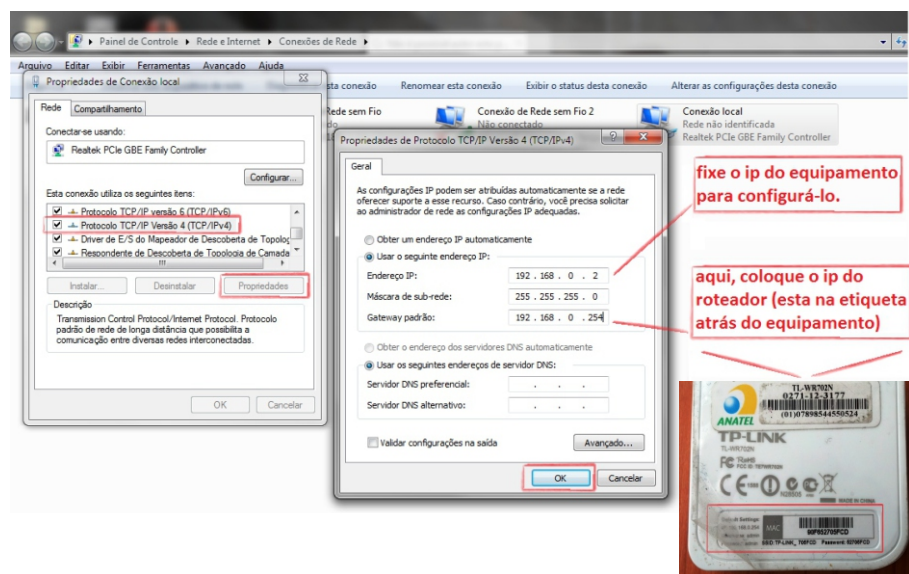 Painel de Controle ▸ Rede e Internet ▸ Conexões de Rede ▸
Arquivo Editar Exibir Ferramentas Avançado Ajuda
esta conexão Renomear esta conexão Exibir o status desta conexão Alterar as configurações desta conexão
Rede sem Fio
Conexão de Rede sem Fio 2
Não conectado
Conexão local
Rede não identificada
Realtek PCIe GBE Family Controller
Propriedades de Conexão local
Rede Compartilhamento
Conectar-se usando:
Realtek PCIe GBE Family Controller
Configurar...
Esta conexão utiliza os seguintes itens:
Protocolo TCP/IP versão 6 (TCP/IPv6)
Protocolo TCP/IP Versão 4 (TCP/IPv4)
Driver de E/S do Mapeador de Descoberta de Topolog
Respondente de Descoberta de Topologia de Camada
Instalar... Desinstalar Propriedades
Descrição
Transmission Control Protocol/Internet Protocol. Protocolo
padrão de rede de longa distância que possibilita a
comunicação entre diversas redes interconectadas.
OK Cancelar
Propriedades de Protocolo TCP/IP Versão 4 (TCP/IPv4)
Geral
As configurações IP podem ser atribuídas automaticamente se a rede
oferecer suporte a esse recurso. Caso contrário, você precisa solicitar
ao administrador de rede as configurações IP adequadas.
Obter um endereço IP automaticamente
Usar o seguinte endereço IP:
Endereço IP: 192 . 168 . 0 . 2
Máscara de sub-rede: 255 . 255 . 255 . 0
Gateway padrão: 192 . 168 . 0 . 254
Obter o endereço dos servidores DNS automaticamente
Usar os seguintes endereços de servidor DNS:
Servidor DNS preferencial: . . .
Servidor DNS alternativo: . . .
Validar configurações na saída Avançado...
OK Cancelar
fixe o ip do equipamento
para configurá-lo.
aqui, coloque o ip do
roteador (esta na etiqueta
atrás do equipamento)
TL-WR702N
0271-12-3177
(01)07898544550524
ANATEL
TP-LINK
TL-WR702N
FC RoHS
CE 1588
MADE IN CHINA
Default Settings
MAC